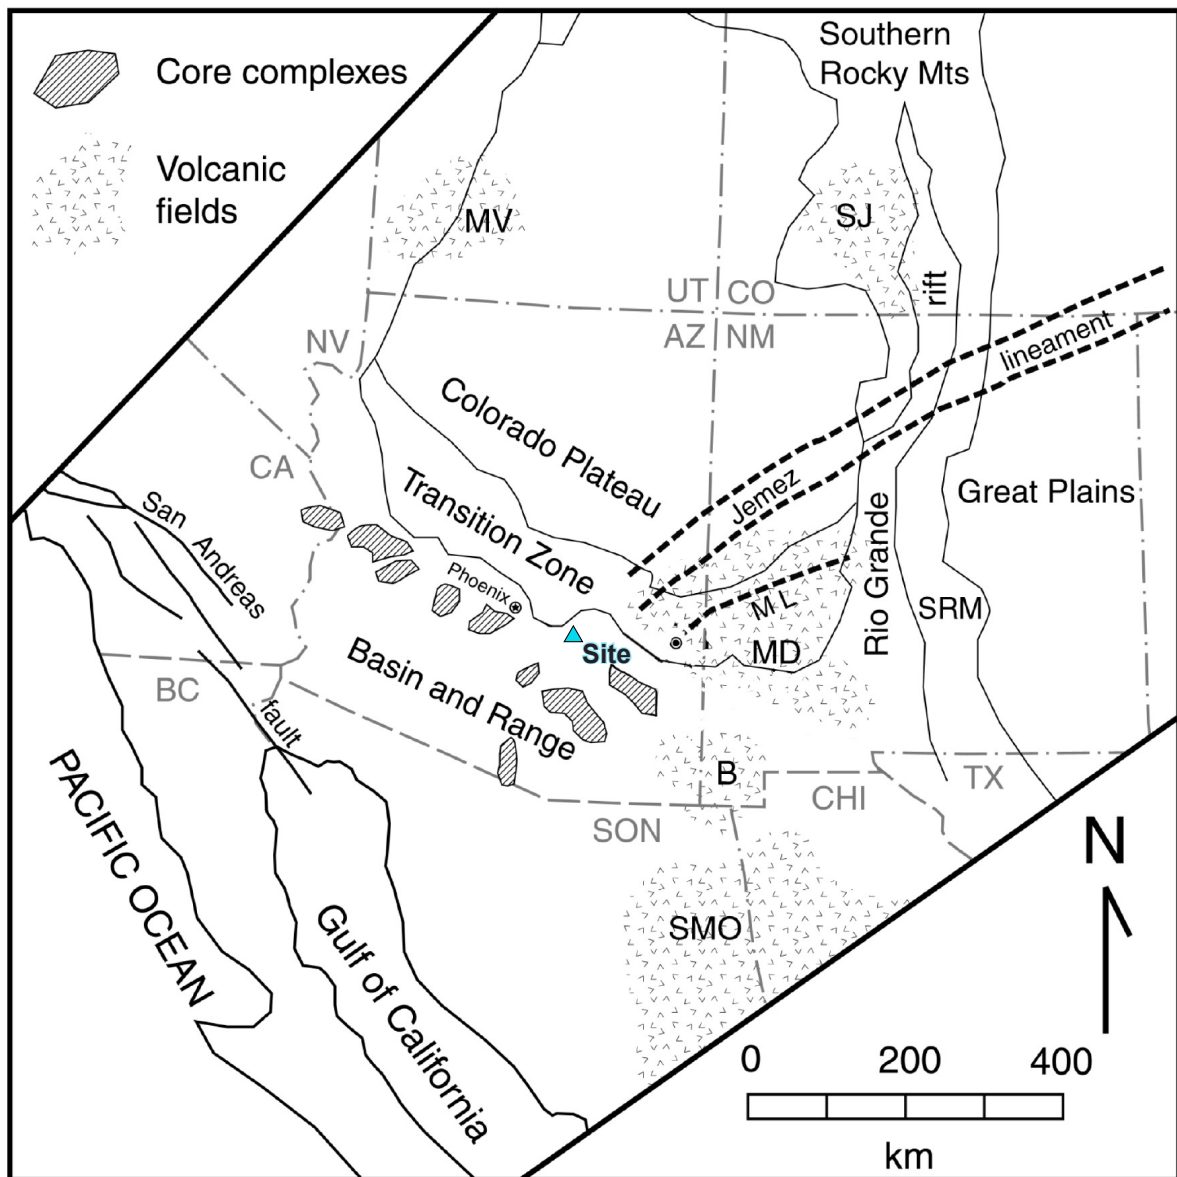 Core complexes
Volcanic
fields
Southern
Rocky Mts
MV
SJ
rift
UT CO
AZ NM
NV
lineament
Colorado Plateau
CA
Jemez
Great Plains
San
Andreas
fault
Transition Zone
Rio Grande
Phoenix
ML
SRM
Site
MD
BC
Basin and Range
B
TX
CHI
SON
PACIFIC OCEAN
Gulf of California
SMO
N
0 200 400
km